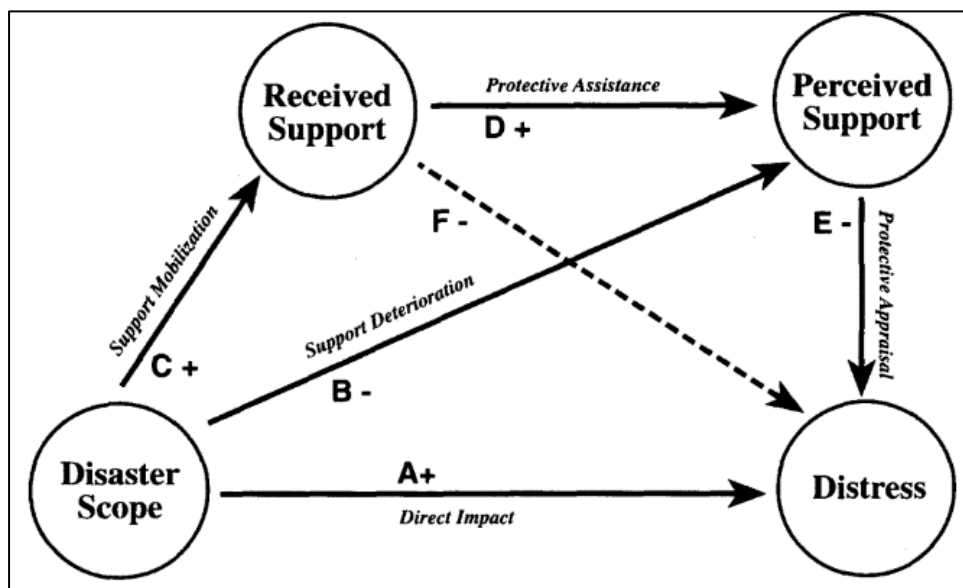 Received
Support
Protective Assistance
D +
Perceived
Support
Support Mobilization
C +
F -
E -
Protective Appraisal
Support Deterioration
B -
Disaster
Scope
A+
Direct Impact
Distress